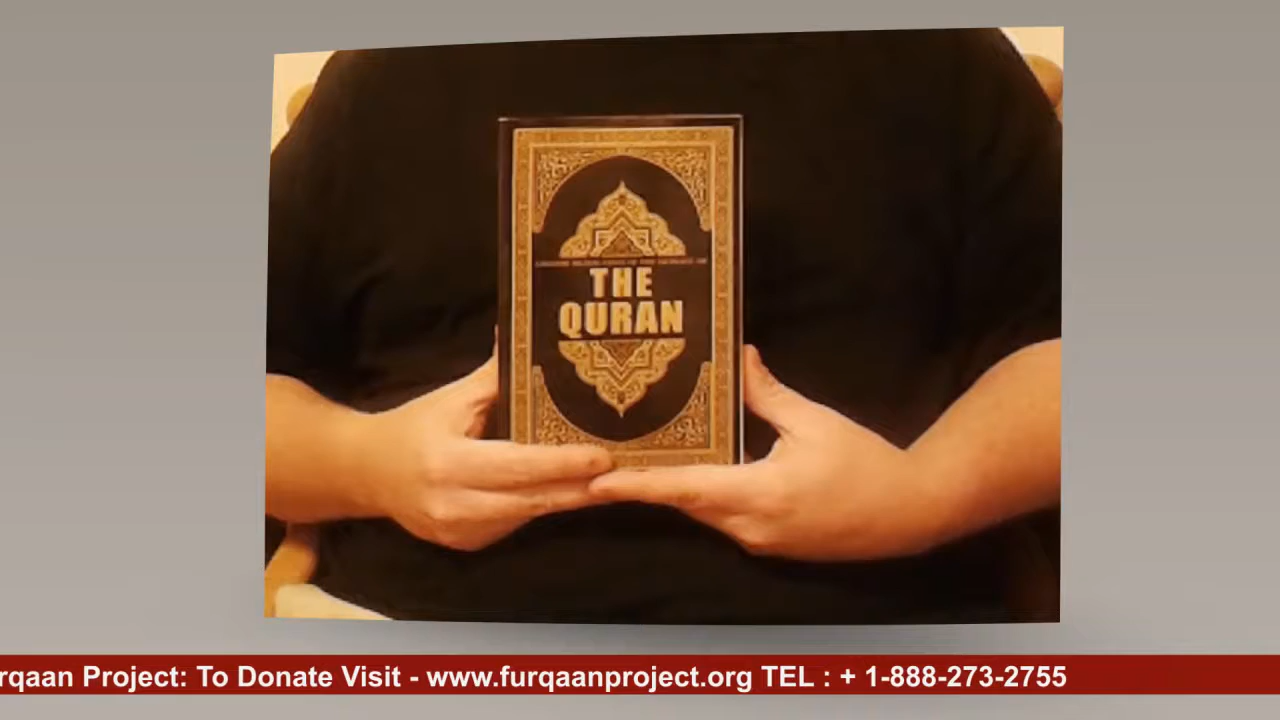 THE
QURAN
rqaan Project: To Donate Visit - www.furqaanproject.org TEL : + 1-888-273-2755